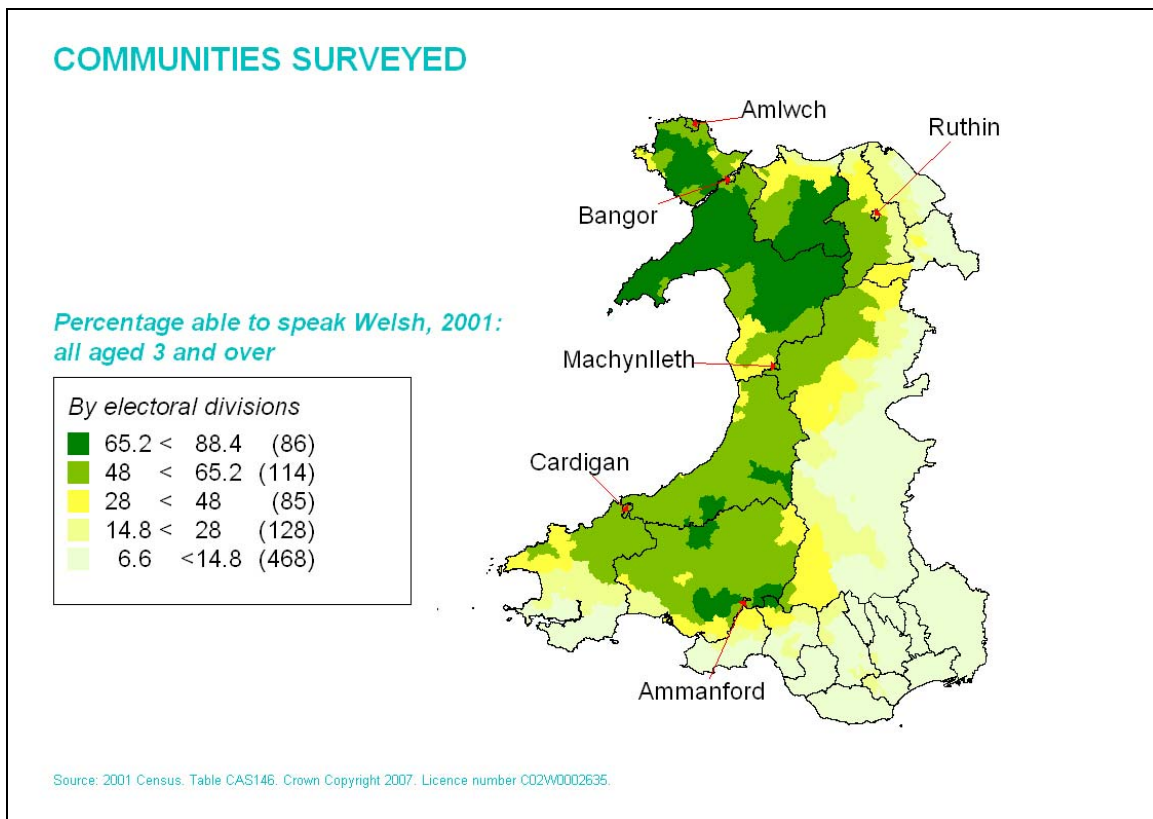 COMMUNITIES SURVEYED
Amlwch
Ruthin
Bangor
Percentage able to speak Welsh, 2001:
all aged 3 and over
Machynlleth
By electoral divisions
65.2 < 88.4 (86)
48 < 65.2 (114)
28 < 48 (85)
14.8 < 28 (128)
6.6 <14.8 (468)
Cardigan
Ammanford
Source: 2001 Census. Table CAS146. Crown Copyright 2007. Licence number C02W0002635.